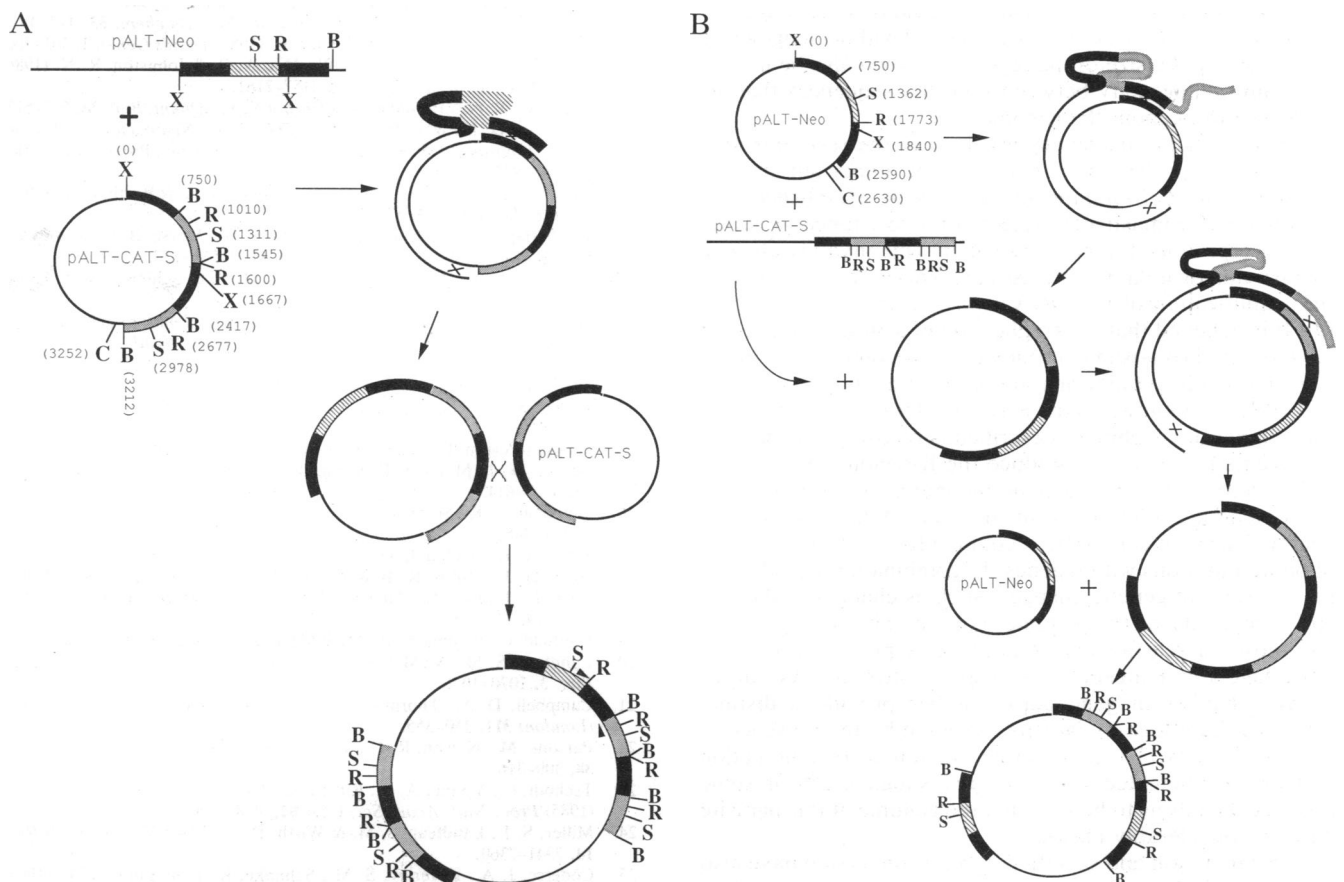 A
pALT-Neo
S R B
X X
+
(0)
X
(750)
B
R (1010)
S (1311)
pALT-CAT-S
B (1545)
R (1600)
X (1667)
B (2417)
R (2677)
S (2978)
B (3212)
C (3252)
X
X
X
pALT-CAT-S
S
R
B
R
S
B
R
B
R
S
B
B
S
R
B
R
B
S
R
B
B
X (0)
(750)
S (1362)
pALT-Neo
R (1773)
X (1840)
B (2590)
C (2630)
+
pALT-CAT-S
B R S B R B R S B
X
+
X
X
pALT-Neo
+
B R S
B
R
B
R
S
B
R
S
R
B
B
R
S